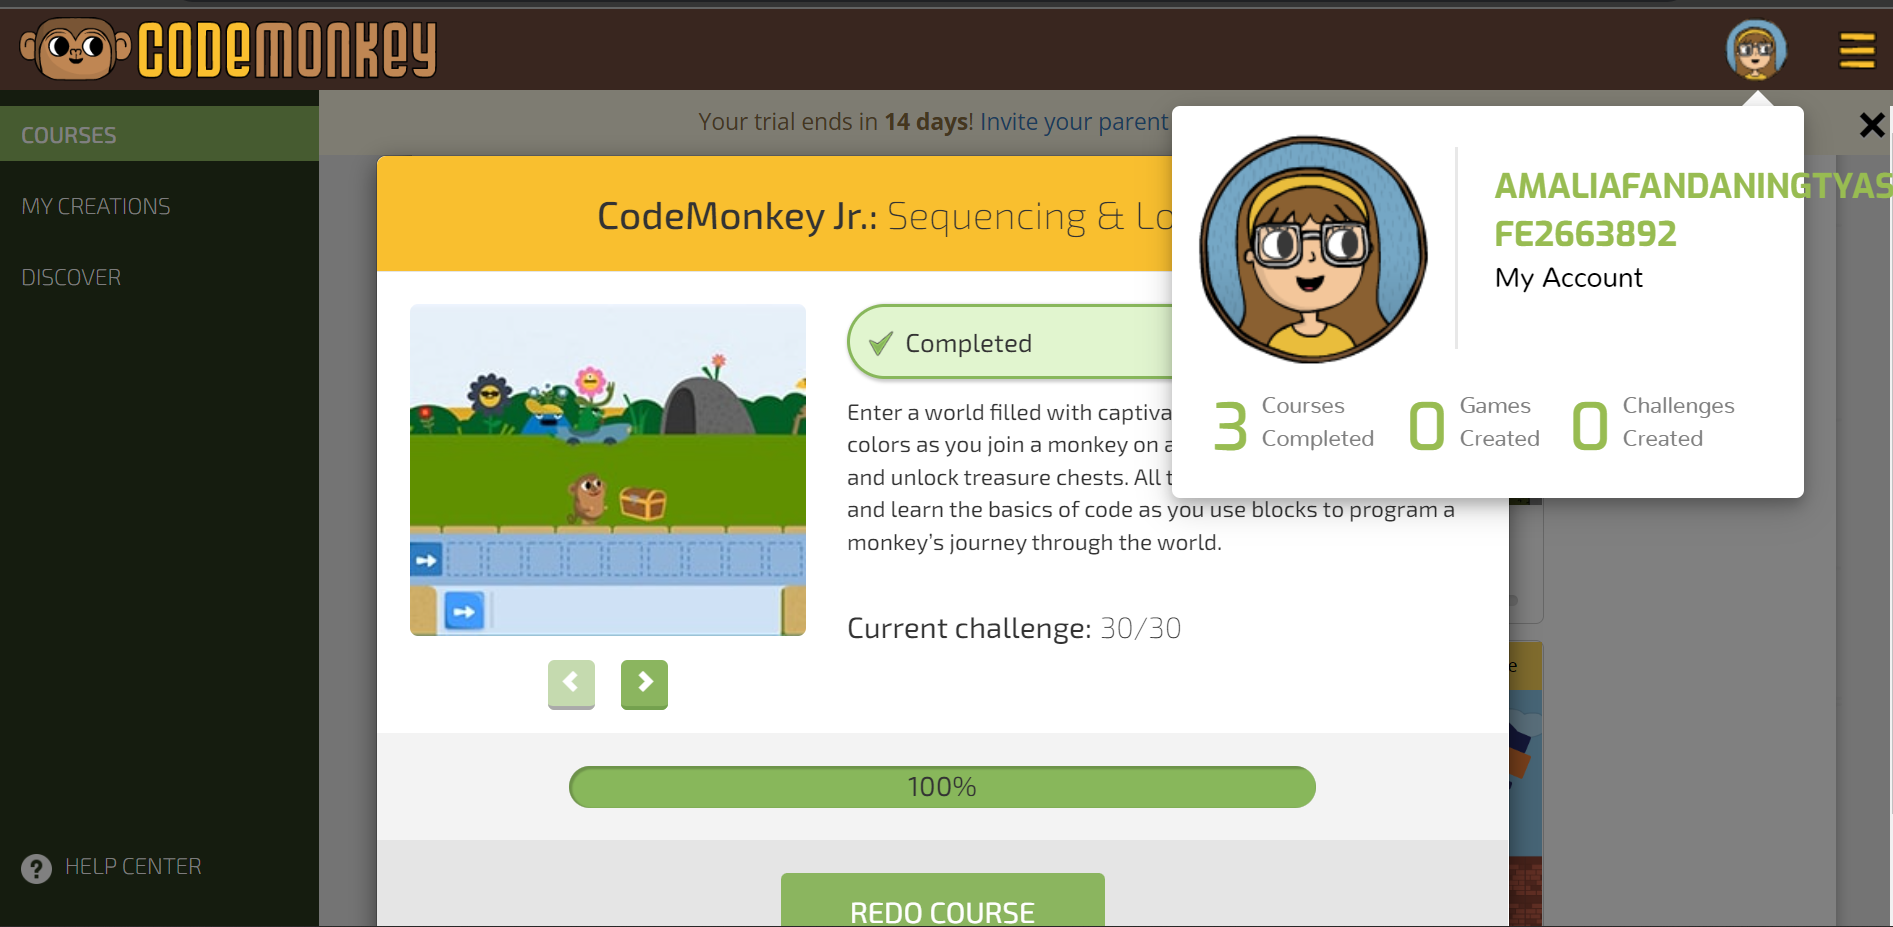 CODEMONKEY
COURSES
MY CREATIONS
DISCOVER
HELP CENTER
Your trial ends in 14 days! Invite your parent
CodeMonkey Jr.: Sequencing & Lo
Completed
Enter a world filled with captiva
colors as you join a monkey on a
and unlock treasure chests. All t
and learn the basics of code as you use blocks to program a
monkey's journey through the world.
Current challenge: 30/30
100%
REDO COURSE
AMALIAFANDANINGTYAS
FE2663892
My Account
3 Courses
Completed
0 Games
Created
0 Challenges
Created
e